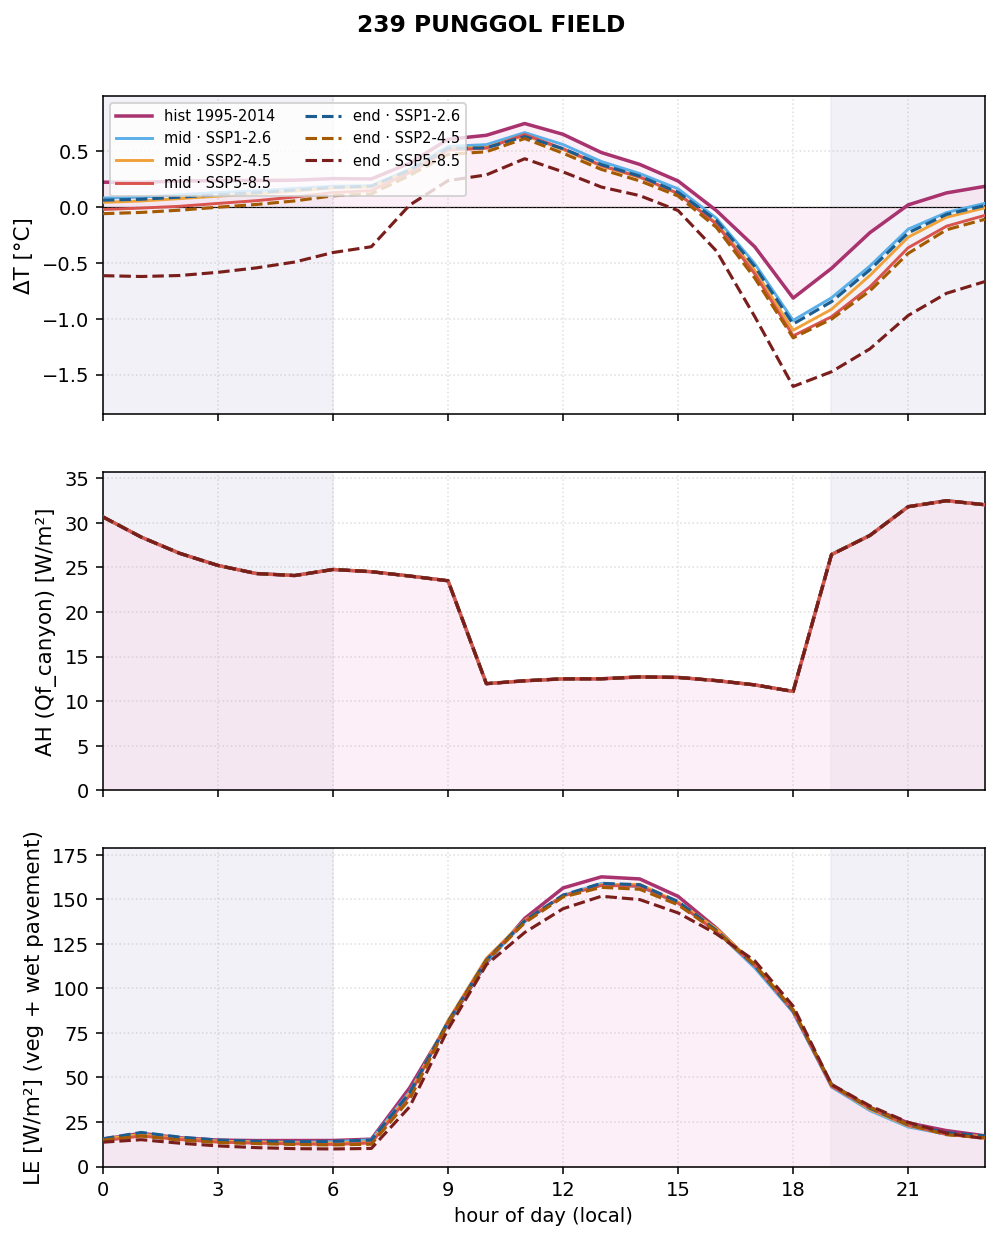 239 PUNGGOL FIELD
hist 1995-2014
mid · SSP1-2.6
mid · SSP2-4.5
mid · SSP5-8.5
end · SSP1-2.6
end · SSP2-4.5
end · SSP5-8.5
ΔT [°C]
0.5
0.0
−0.5
−1.0
−1.5
AH (Qf_canyon) [W/m²]
35
30
25
20
15
10
5
0
LE [W/m²] (veg + wet pavement)
175
150
125
100
75
50
25
0
0 3 6 9 12 15 18 21
hour of day (local)